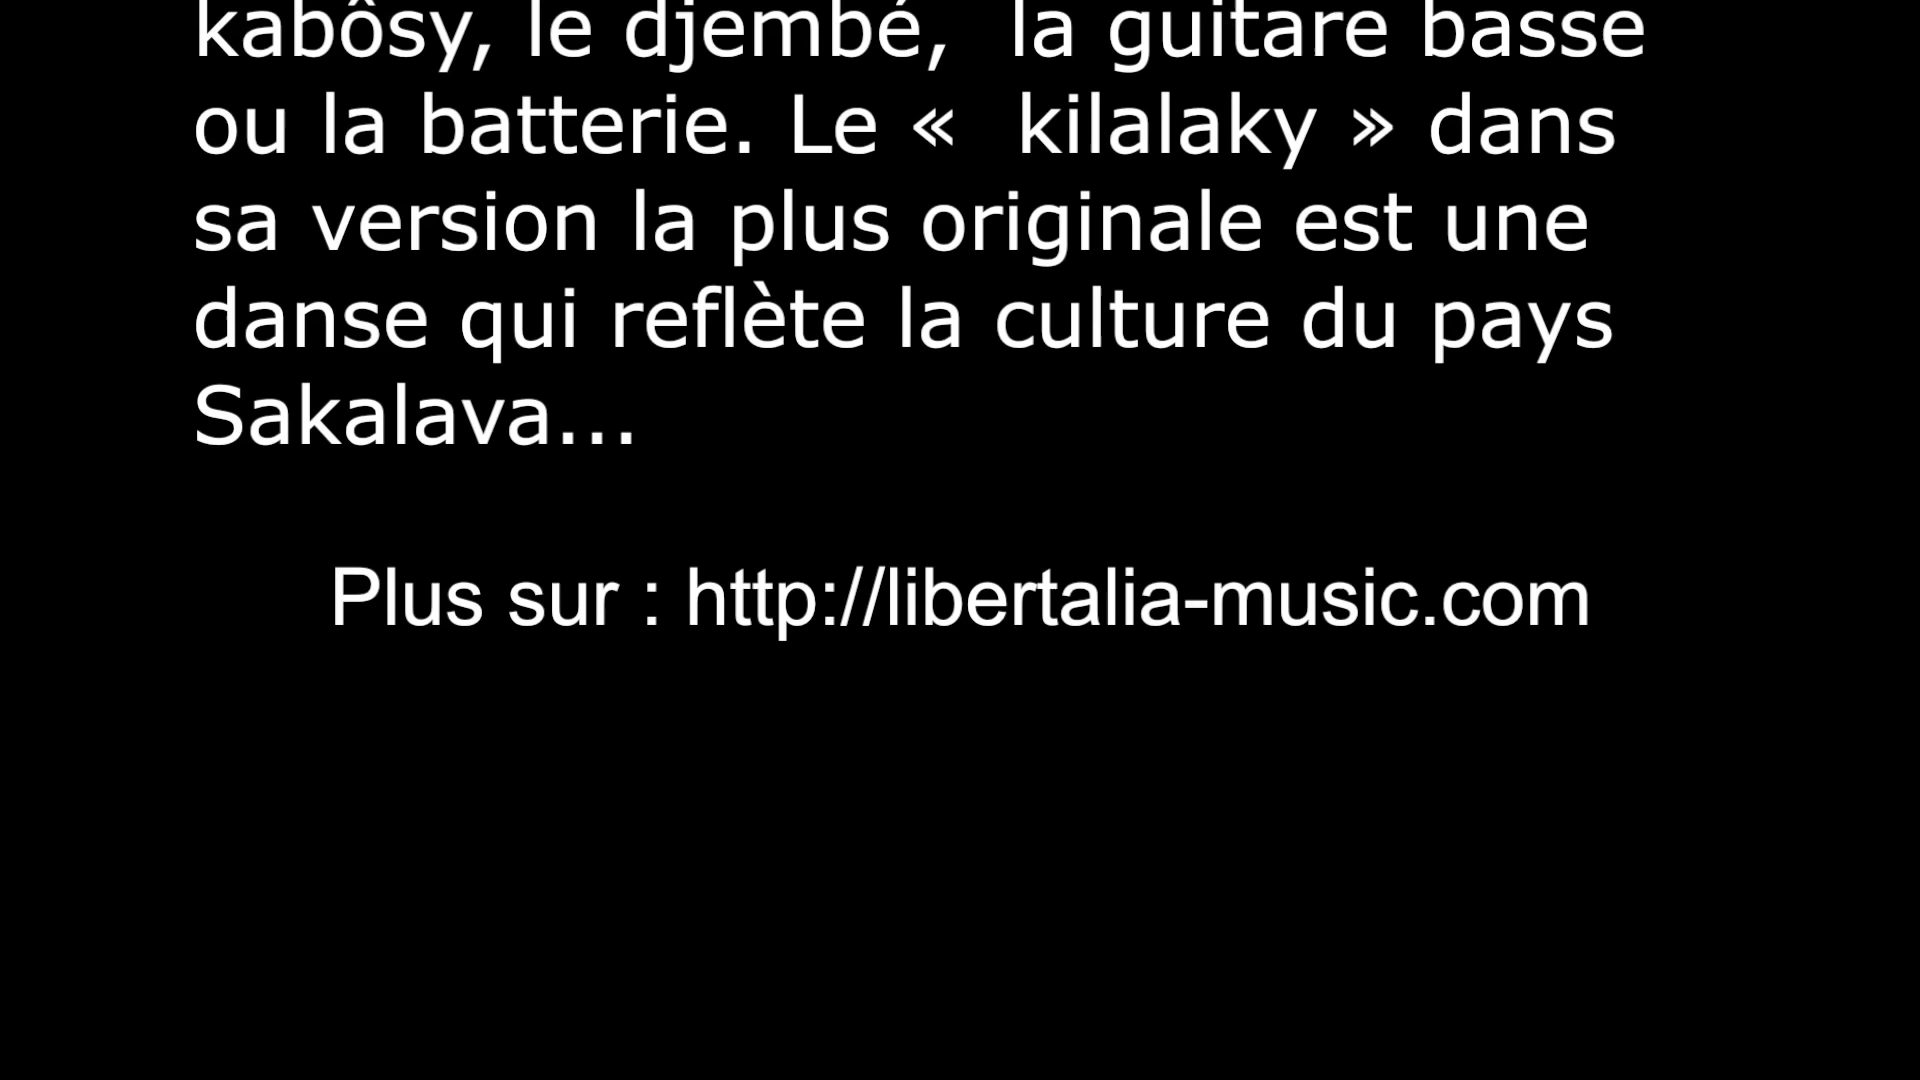 kabôsy, le djembé,  la guitare basse
ou la batterie. Le «  kilalaky » dans
sa version la plus originale est une
danse qui reflète la culture du pays
Sakalava...
Plus sur : http://libertalia-music.com